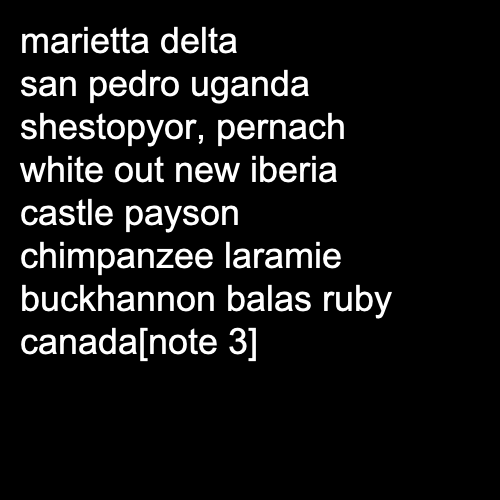 marietta delta
san pedro uganda
shestopyor, pernach
white out new iberia
castle payson
chimpanzee laramie
buckhannon balas ruby
canada[note 3]